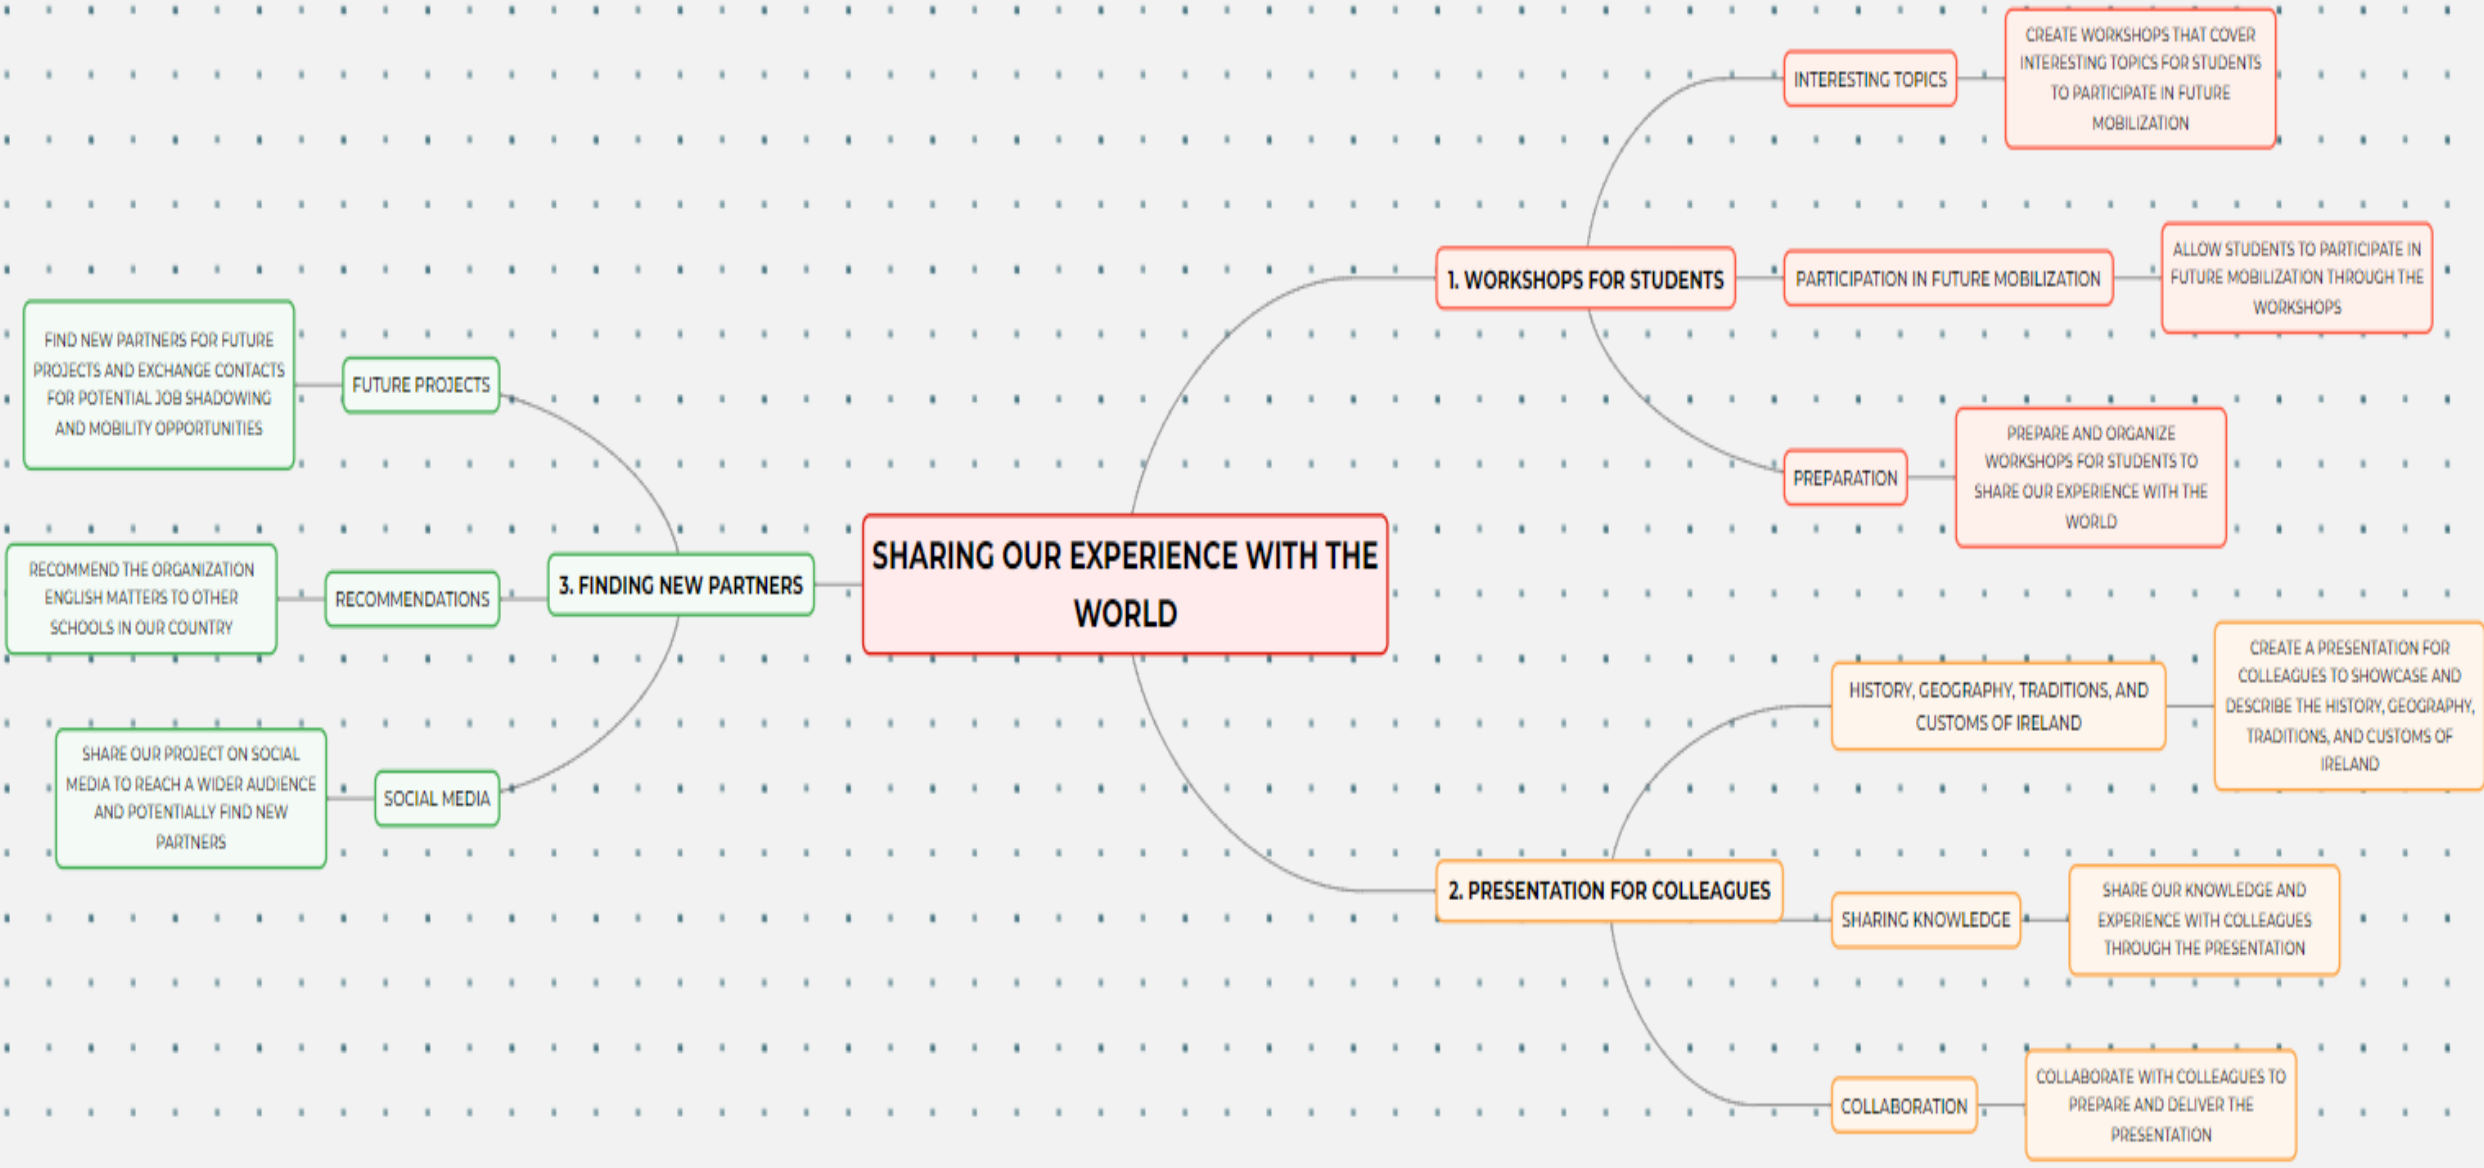 SHARING OUR EXPERIENCE WITH THE
WORLD
1. WORKSHOPS FOR STUDENTS
INTERESTING TOPICS
CREATE WORKSHOPS THAT COVER
INTERESTING TOPICS FOR STUDENTS
TO PARTICIPATE IN FUTURE
MOBILIZATION
PARTICIPATION IN FUTURE MOBILIZATION
ALLOW STUDENTS TO PARTICIPATE IN
FUTURE MOBILIZATION THROUGH THE
WORKSHOPS
PREPARATION
PREPARE AND ORGANIZE
WORKSHOPS FOR STUDENTS TO
SHARE OUR EXPERIENCE WITH THE
WORLD
2. PRESENTATION FOR COLLEAGUES
HISTORY, GEOGRAPHY, TRADITIONS, AND
CUSTOMS OF IRELAND
CREATE A PRESENTATION FOR
COLLEAGUES TO SHOWCASE AND
DESCRIBE THE HISTORY, GEOGRAPHY,
TRADITIONS, AND CUSTOMS OF
IRELAND
SHARING KNOWLEDGE
SHARE OUR KNOWLEDGE AND
EXPERIENCE WITH COLLEAGUES
THROUGH THE PRESENTATION
COLLABORATION
COLLABORATE WITH COLLEAGUES TO
PREPARE AND DELIVER THE
PRESENTATION
3. FINDING NEW PARTNERS
FUTURE PROJECTS
FIND NEW PARTNERS FOR FUTURE
PROJECTS AND EXCHANGE CONTACTS
FOR POTENTIAL JOB SHADOWING
AND MOBILITY OPPORTUNITIES
RECOMMENDATIONS
RECOMMEND THE ORGANIZATION
ENGLISH MATTERS TO OTHER
SCHOOLS IN OUR COUNTRY
SOCIAL MEDIA
SHARE OUR PROJECT ON SOCIAL
MEDIA TO REACH A WIDER AUDIENCE
AND POTENTIALLY FIND NEW
PARTNERS